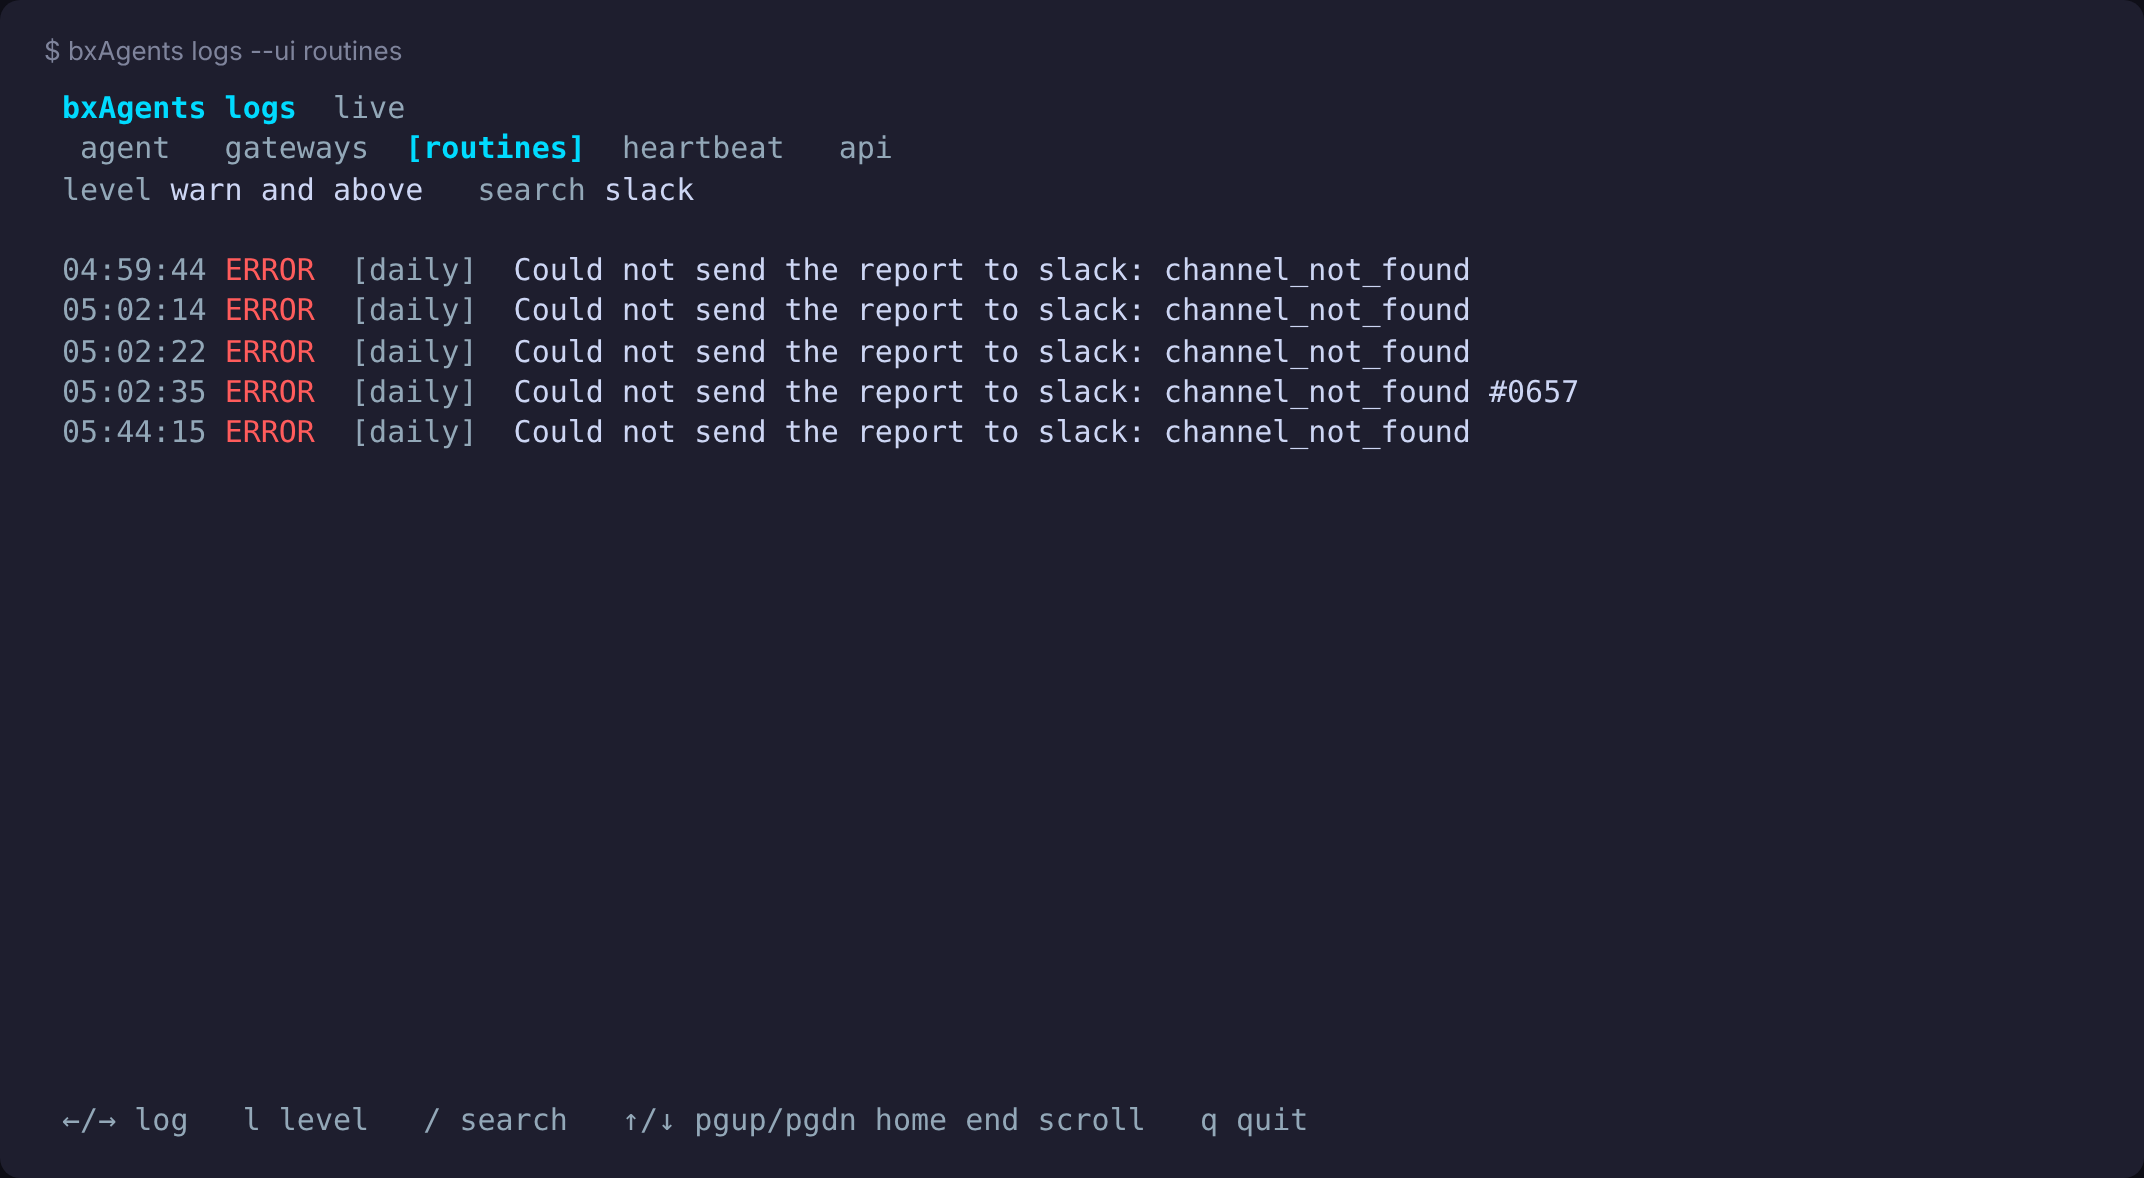 $ bxAgents logs --ui routines
bxAgents logs  live
agent   gateways  [routines]  heartbeat   api
level warn and above   search slack
04:59:44 ERROR  [daily]  Could not send the report to slack: channel_not_found
05:02:14 ERROR  [daily]  Could not send the report to slack: channel_not_found
05:02:22 ERROR  [daily]  Could not send the report to slack: channel_not_found
05:02:35 ERROR  [daily]  Could not send the report to slack: channel_not_found #0657
05:44:15 ERROR  [daily]  Could not send the report to slack: channel_not_found
←/→ log   l level   / search   ↑/↓ pgup/pgdn home end scroll   q quit